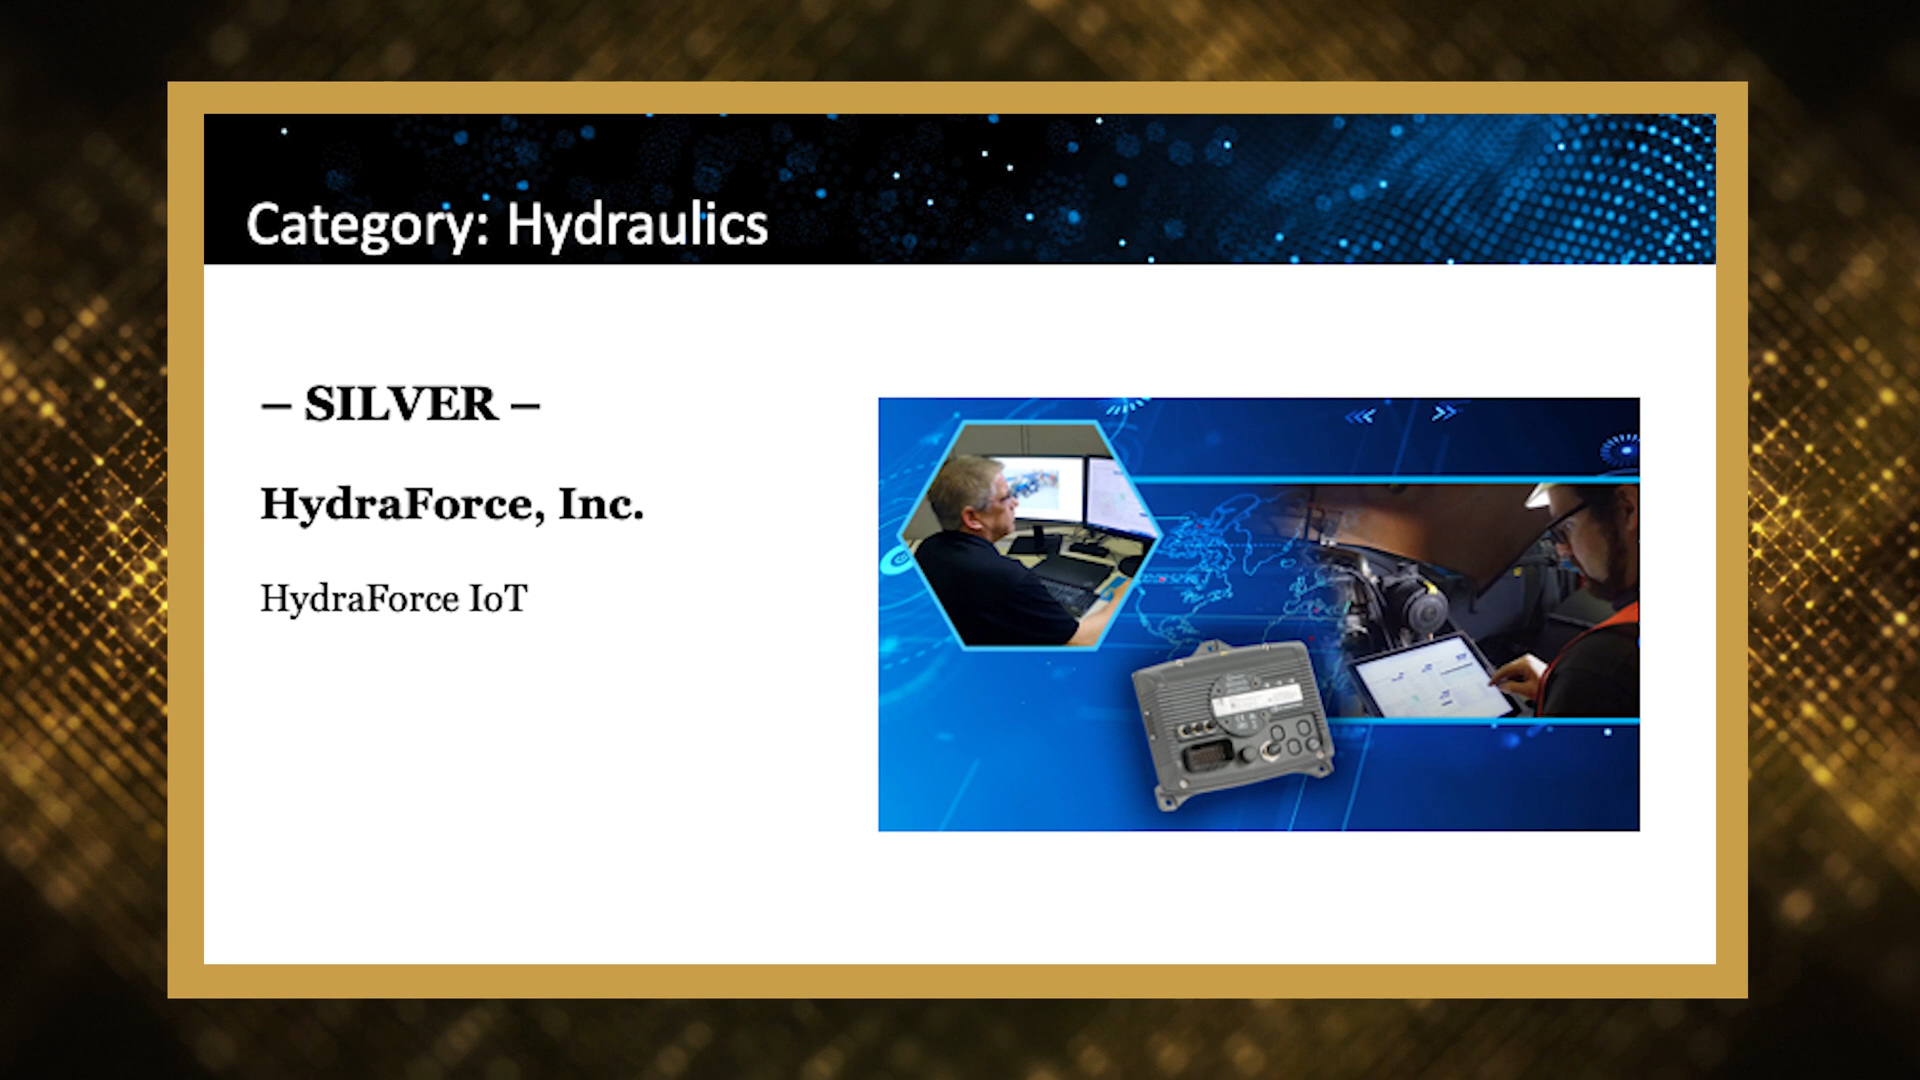 Category: Hydraulics
– SILVER –
HydraForce, Inc.
HydraForce IoT